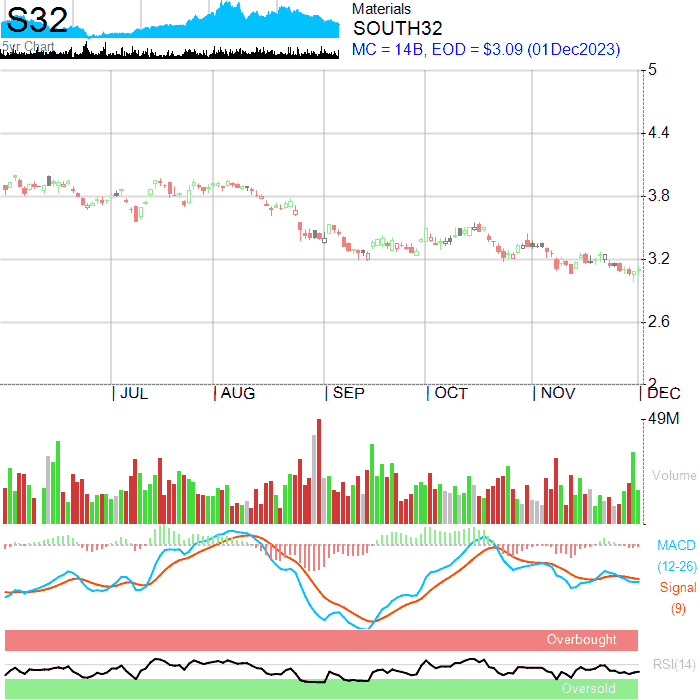 S32
5yr Chart
Materials
SOUTH32
MC = 14B, EOD = $3.09 (01Dec2023)
5
4.4
3.8
3.2
2.6
2
| JUL | AUG | SEP | OCT | NOV | DEC
49M
Volume
MACD
(12-26)
Signal
(9)
Overbought
RSI(14)
Oversold